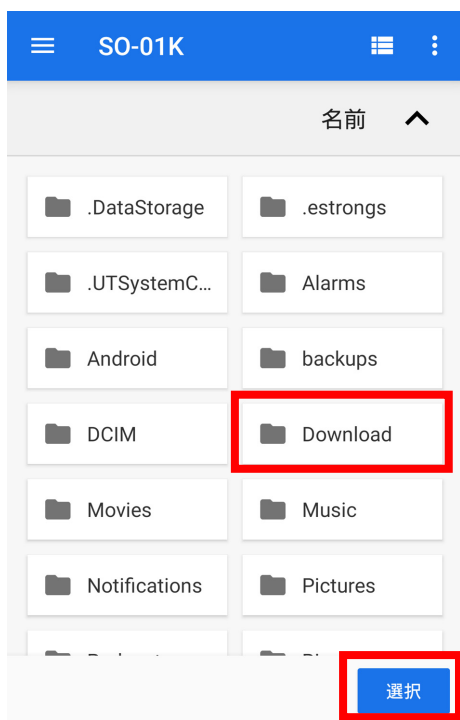 SO-01K
名前
.DataStorage
.estrongs
.UTSystemC...
Alarms
Android
backups
DCIM
Download
Movies
Music
Notifications
Pictures
選択